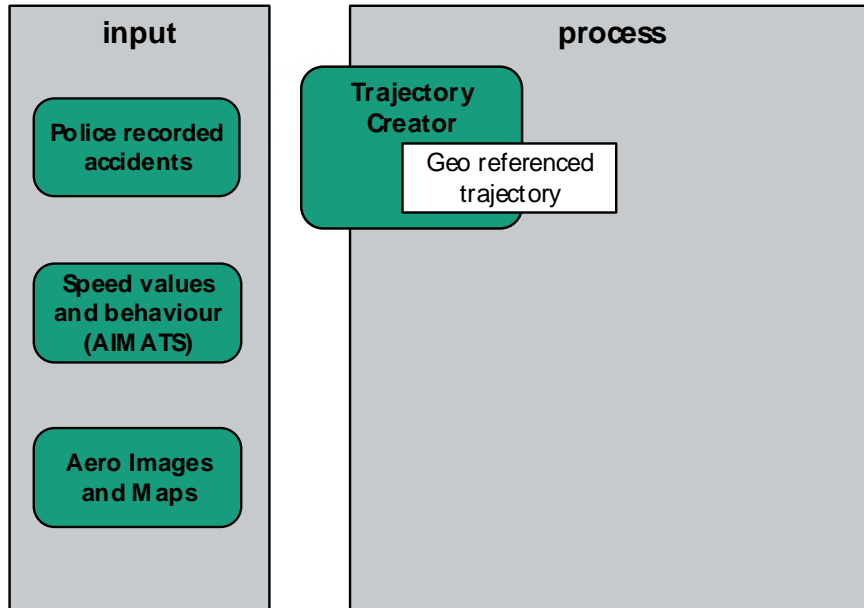 input
process
Police recorded
accidents
Trajectory
Creator
Geo referenced
trajectory
Speed values
and behaviour
(AIMATS)
Aero Images
and Maps